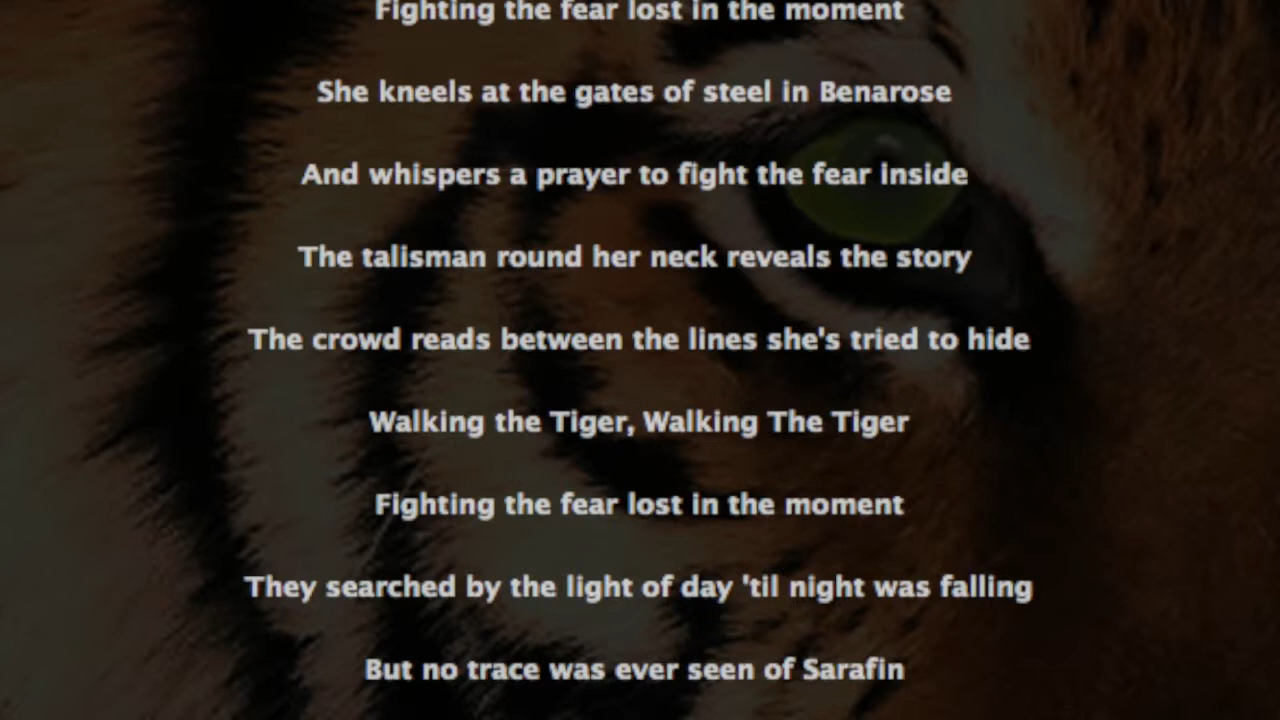 Fighting the fear lost in the moment
She kneels at the gates of steel in Benarose
And whispers a prayer to fight the fear inside
The talisman round her neck reveals the story
The crowd reads between the lines she's tried to hide
Walking the Tiger, Walking The Tiger
Fighting the fear lost in the moment
They searched by the light of day 'til night was falling
But no trace was ever seen of Sarafin